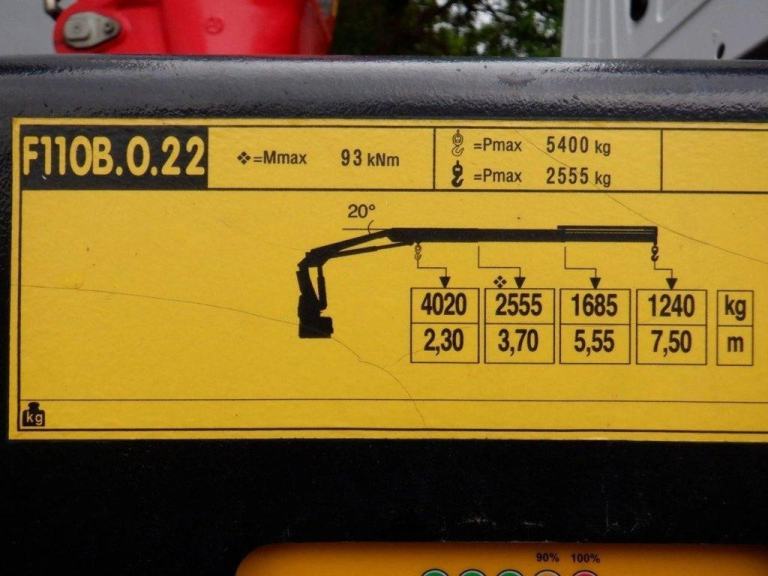 F110B.0.22
❖=Mmax 93 kNm
=Pmax 5400 kg
=Pmax 2555 kg
20°
❖
4020 2555 1685 1240 kg
2,30 3,70 5,55 7,50 m
kg
90% 100%